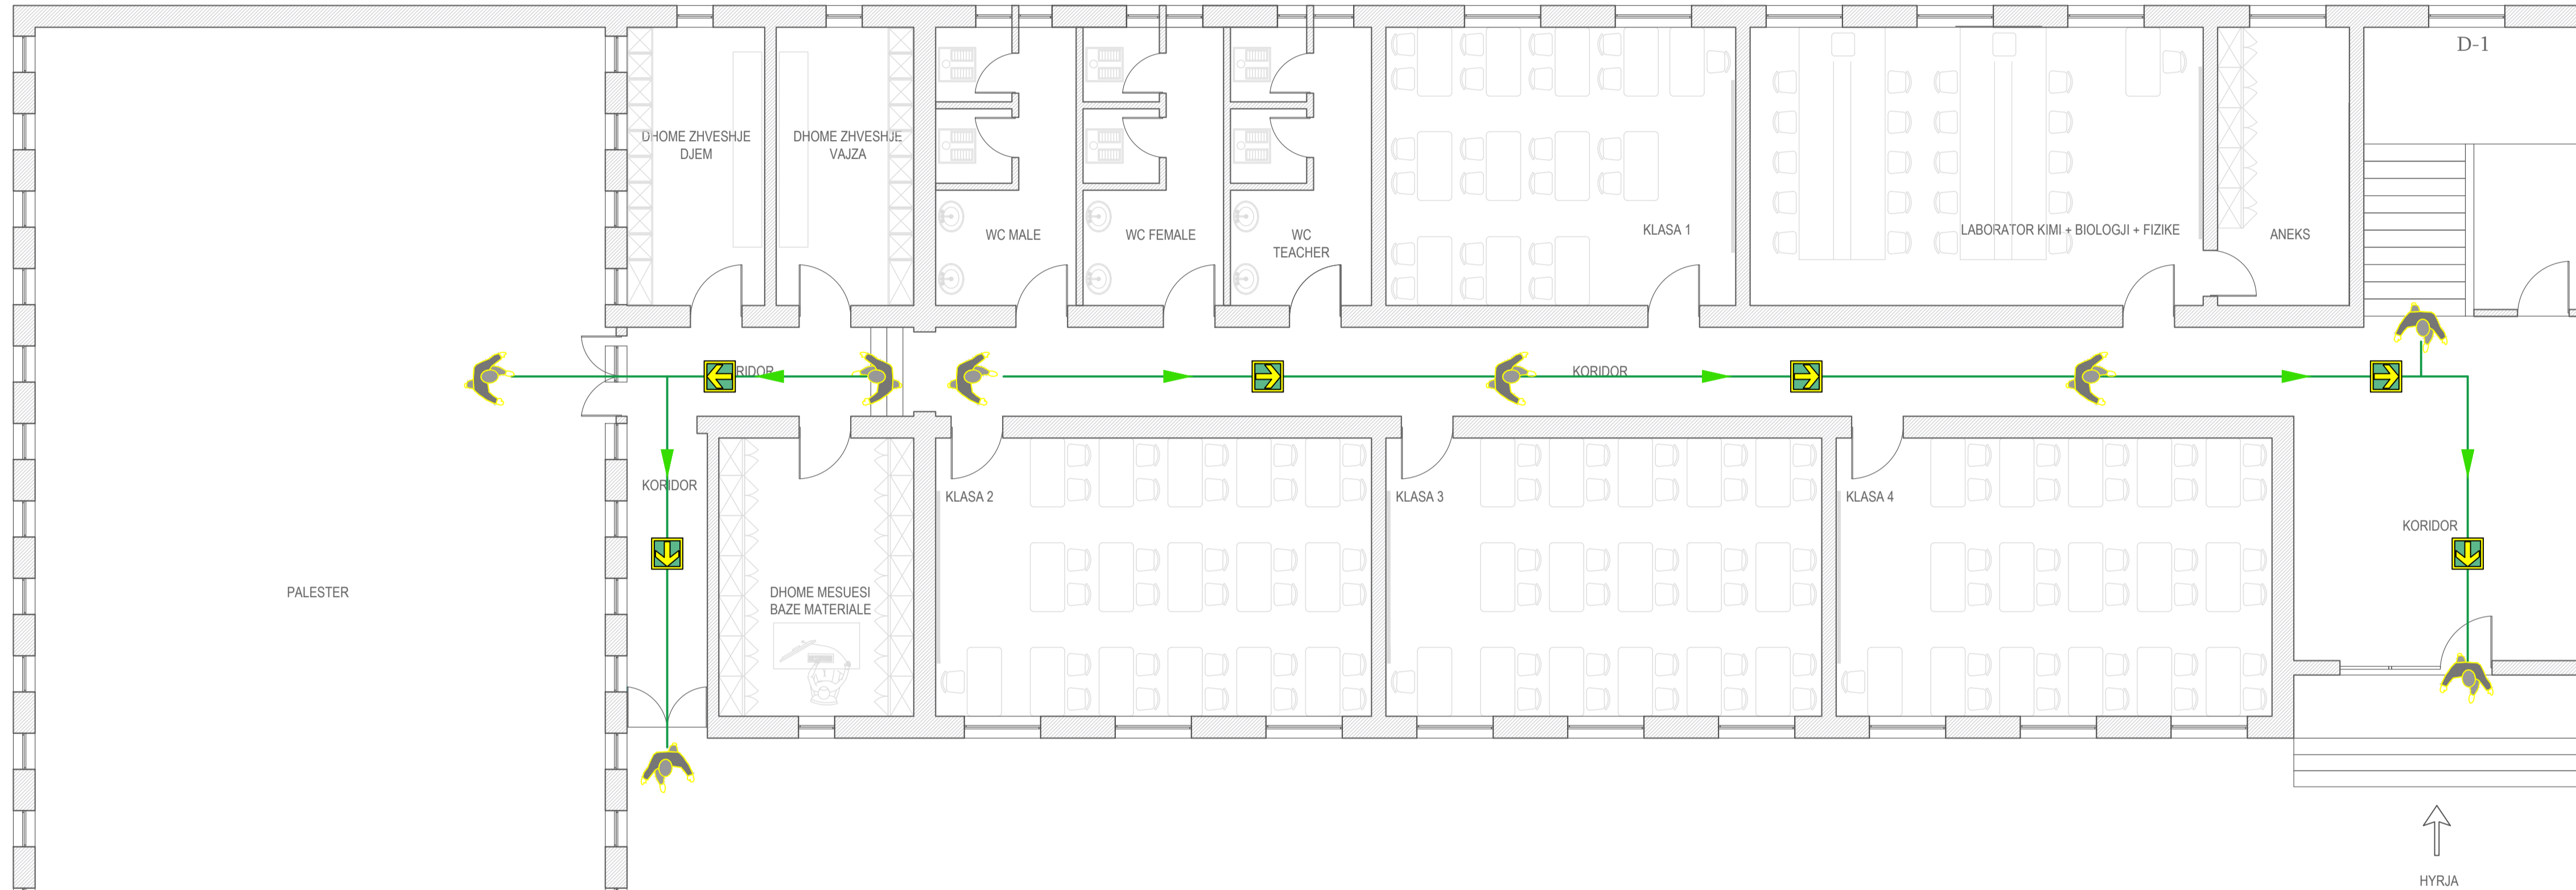 D-1
DHOME ZHVESHJE
DJEM
DHOME ZHVESHJE
VAJZA
WC MALE
WC FEMALE
WC
TEACHER
KLASA 1
LABORATOR KIMI + BIOLOGJI + FIZIKE
ANEKS
RIDOR
KORIDOR
KORIDOR
KLASA 2
KLASA 3
KLASA 4
KORIDOR
PALESTER
DHOME MESUESI
BAZE MATERIALE
HYRJA